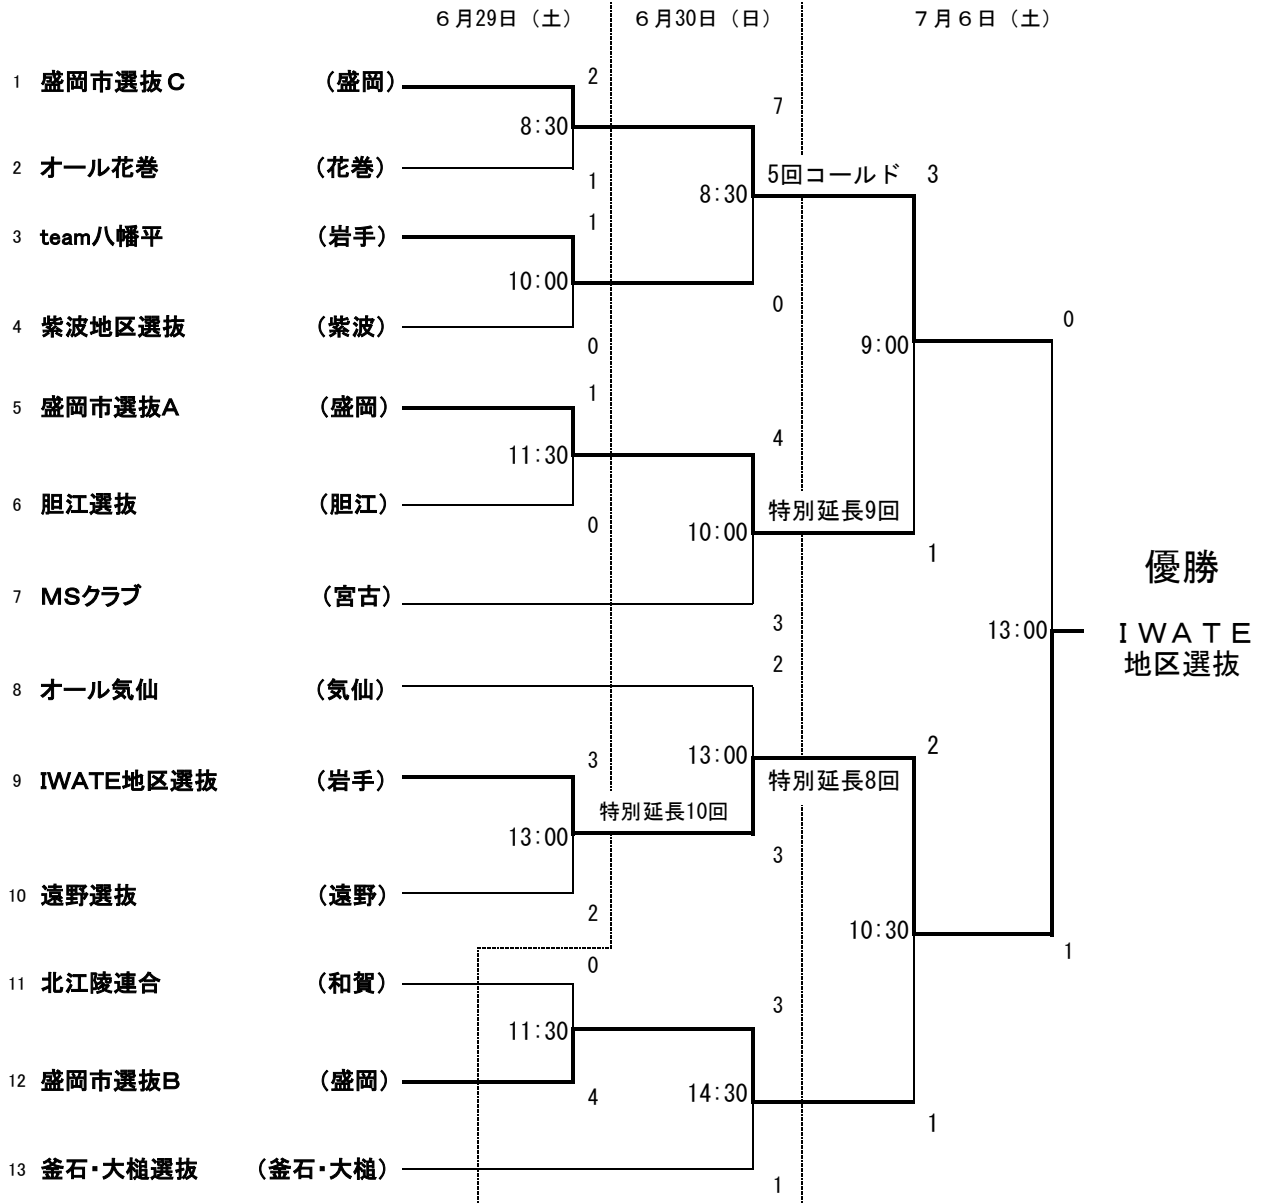 ６月29日（土）　６月30日（日）　７月６日（土）
1 盛岡市選抜Ｃ （盛岡） 2
7
8:30
2 オール花巻 （花巻） 5回コールド 3
1
8:30
1
3 team八幡平 （岩手）
10:00
0
4 紫波地区選抜 （紫波） 0
0
9:00
1
5 盛岡市選抜A （盛岡）
4
11:30
6 胆江選抜 （胆江） 特別延長9回
0
10:00
1
優勝
7 MSクラブ （宮古）
3
13:00 ＩＷＡＴＥ
地区選抜
2
8 オール気仙 （気仙）
2
3 13:00
9 IWATE地区選抜 （岩手） 特別延長8回
特別延長10回
13:00
3
10 遠野選抜 （遠野）
2
10:30
1
0
11 北江陵連合 （和賀）
3
11:30
12 盛岡市選抜B （盛岡）
4 14:30
1
13 釜石・大槌選抜 （釜石・大槌）
1